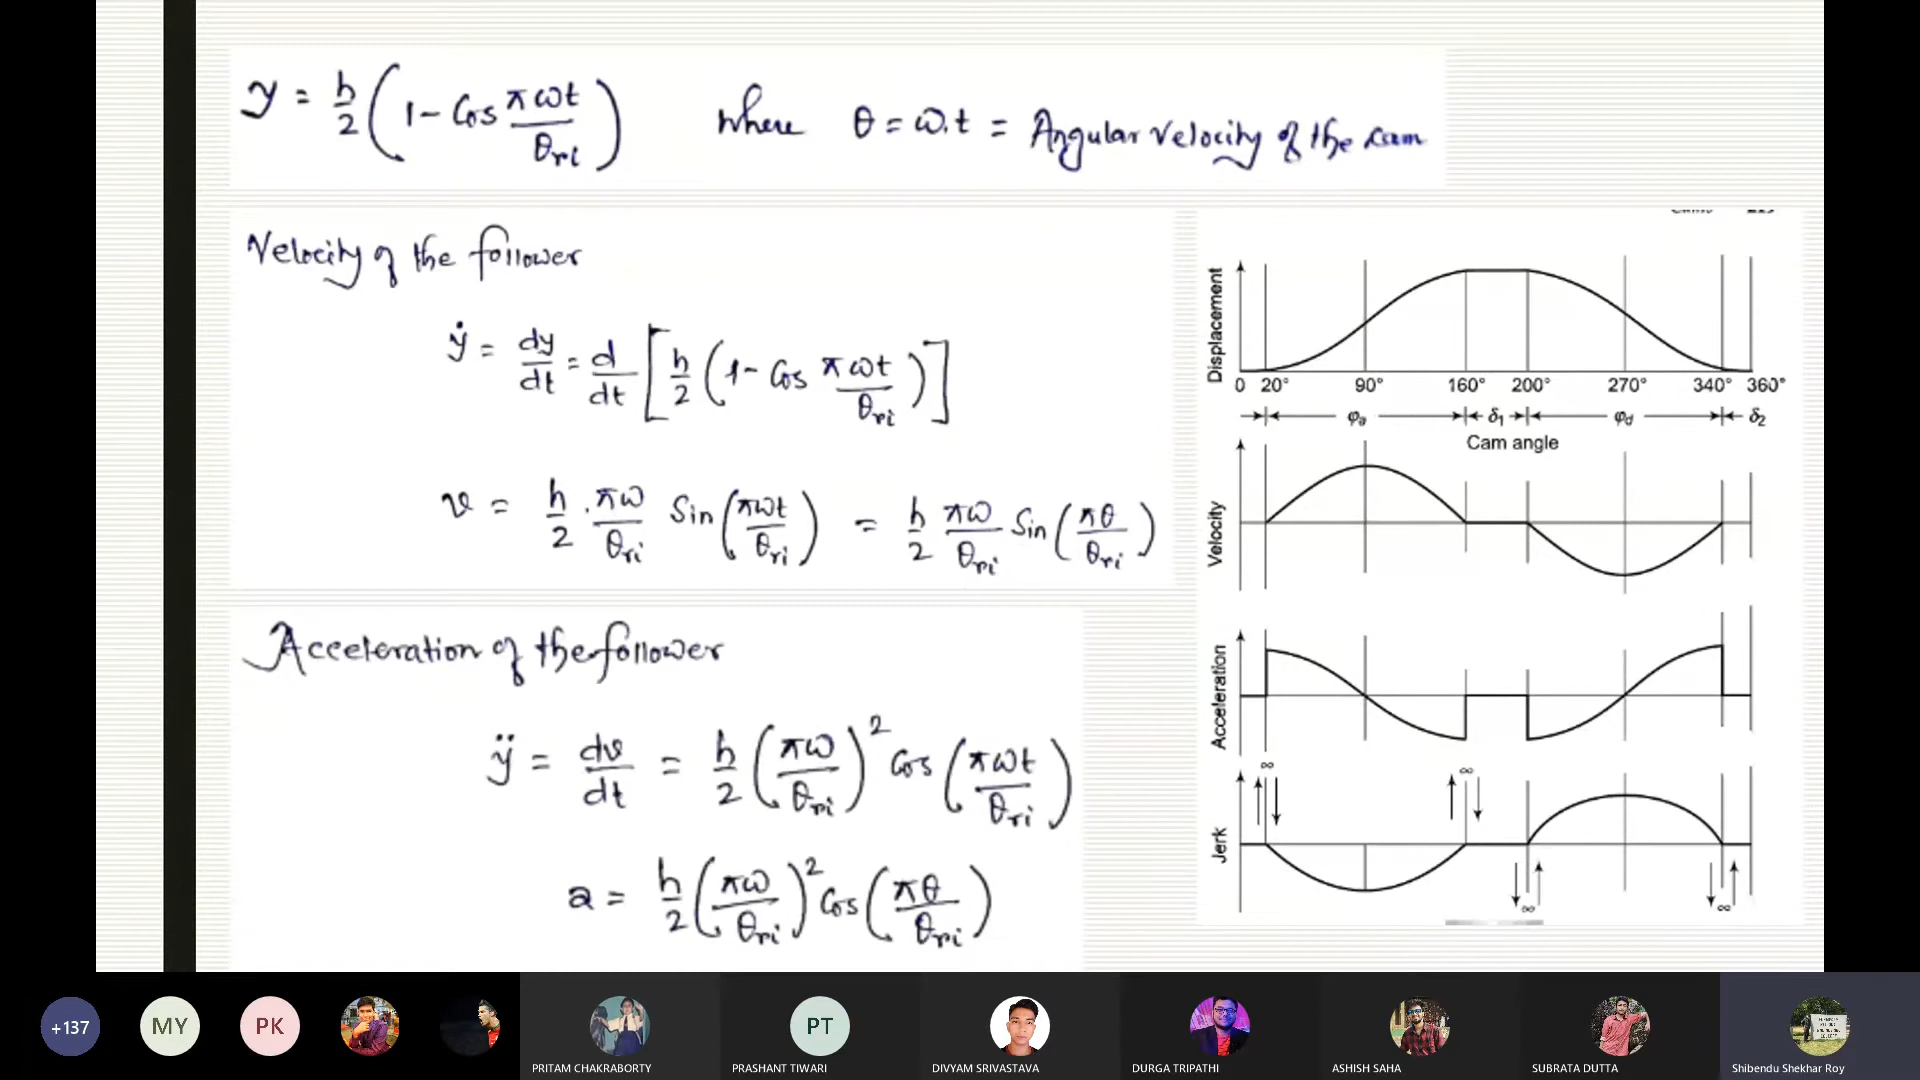 y = h/2 (1 - Cos πωt/θri) where θ = ω.t = Angular velocity of the cam
Velocity of the follower
ẏ = dy/dt = d/dt [h/2 (1 - Cos πωt/θri)]
v = h/2 . πω/θri Sin (πωt/θri) = h/2 πω/θri Sin (πθ/θri)
Acceleration of the follower
ÿ = dv/dt = h/2 (πω/θri)² Cos (πωt/θri)
a = h/2 (πω/θri)² Cos (πθ/θri)
Displacement
0 20° 90° 160° 200° 270° 340° 360°
φa δ1 φd δ2
Cam angle
Velocity
Acceleration
∞ ∞
Jerk
∞ ∞
+137 MY PK PT
PRITAM CHAKRABORTY PRASHANT TIWARI DIVYAM SRIVASTAVA DURGA TRIPATHI ASHISH SAHA SUBRATA DUTTA Shibendu Shekhar Roy